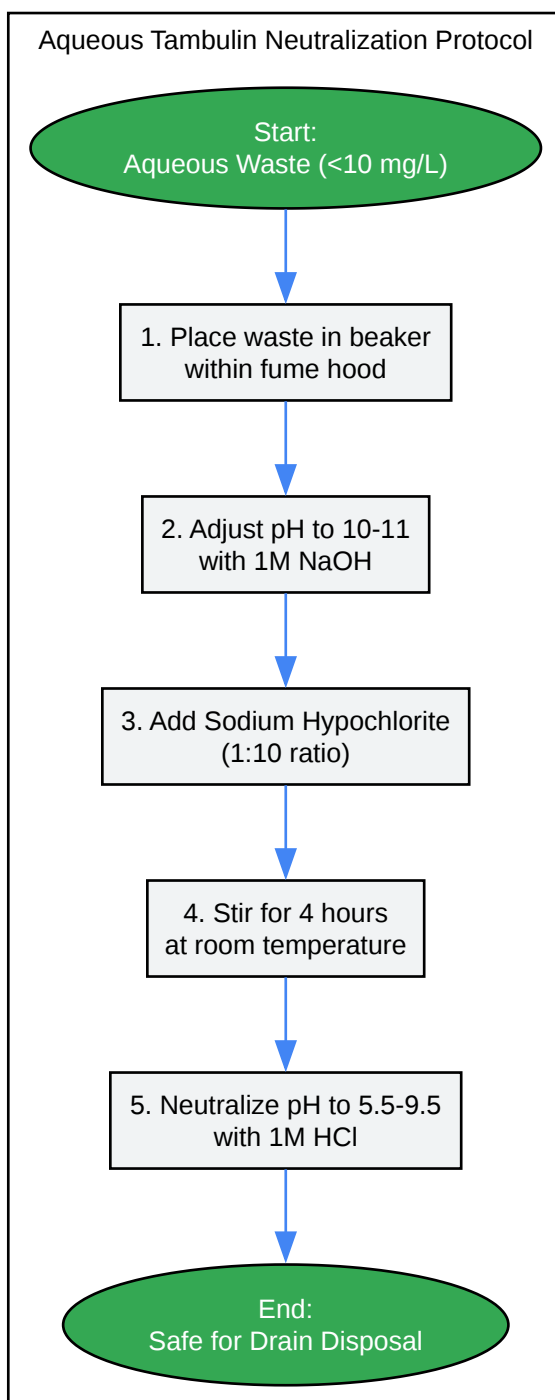 Aqueous Tambulin Neutralization Protocol
Start:
Aqueous Waste (<10 mg/L)
1. Place waste in beaker
within fume hood
2. Adjust pH to 10-11
with 1M NaOH
3. Add Sodium Hypochlorite
(1:10 ratio)
4. Stir for 4 hours
at room temperature
5. Neutralize pH to 5.5-9.5
with 1M HCl
End:
Safe for Drain Disposal